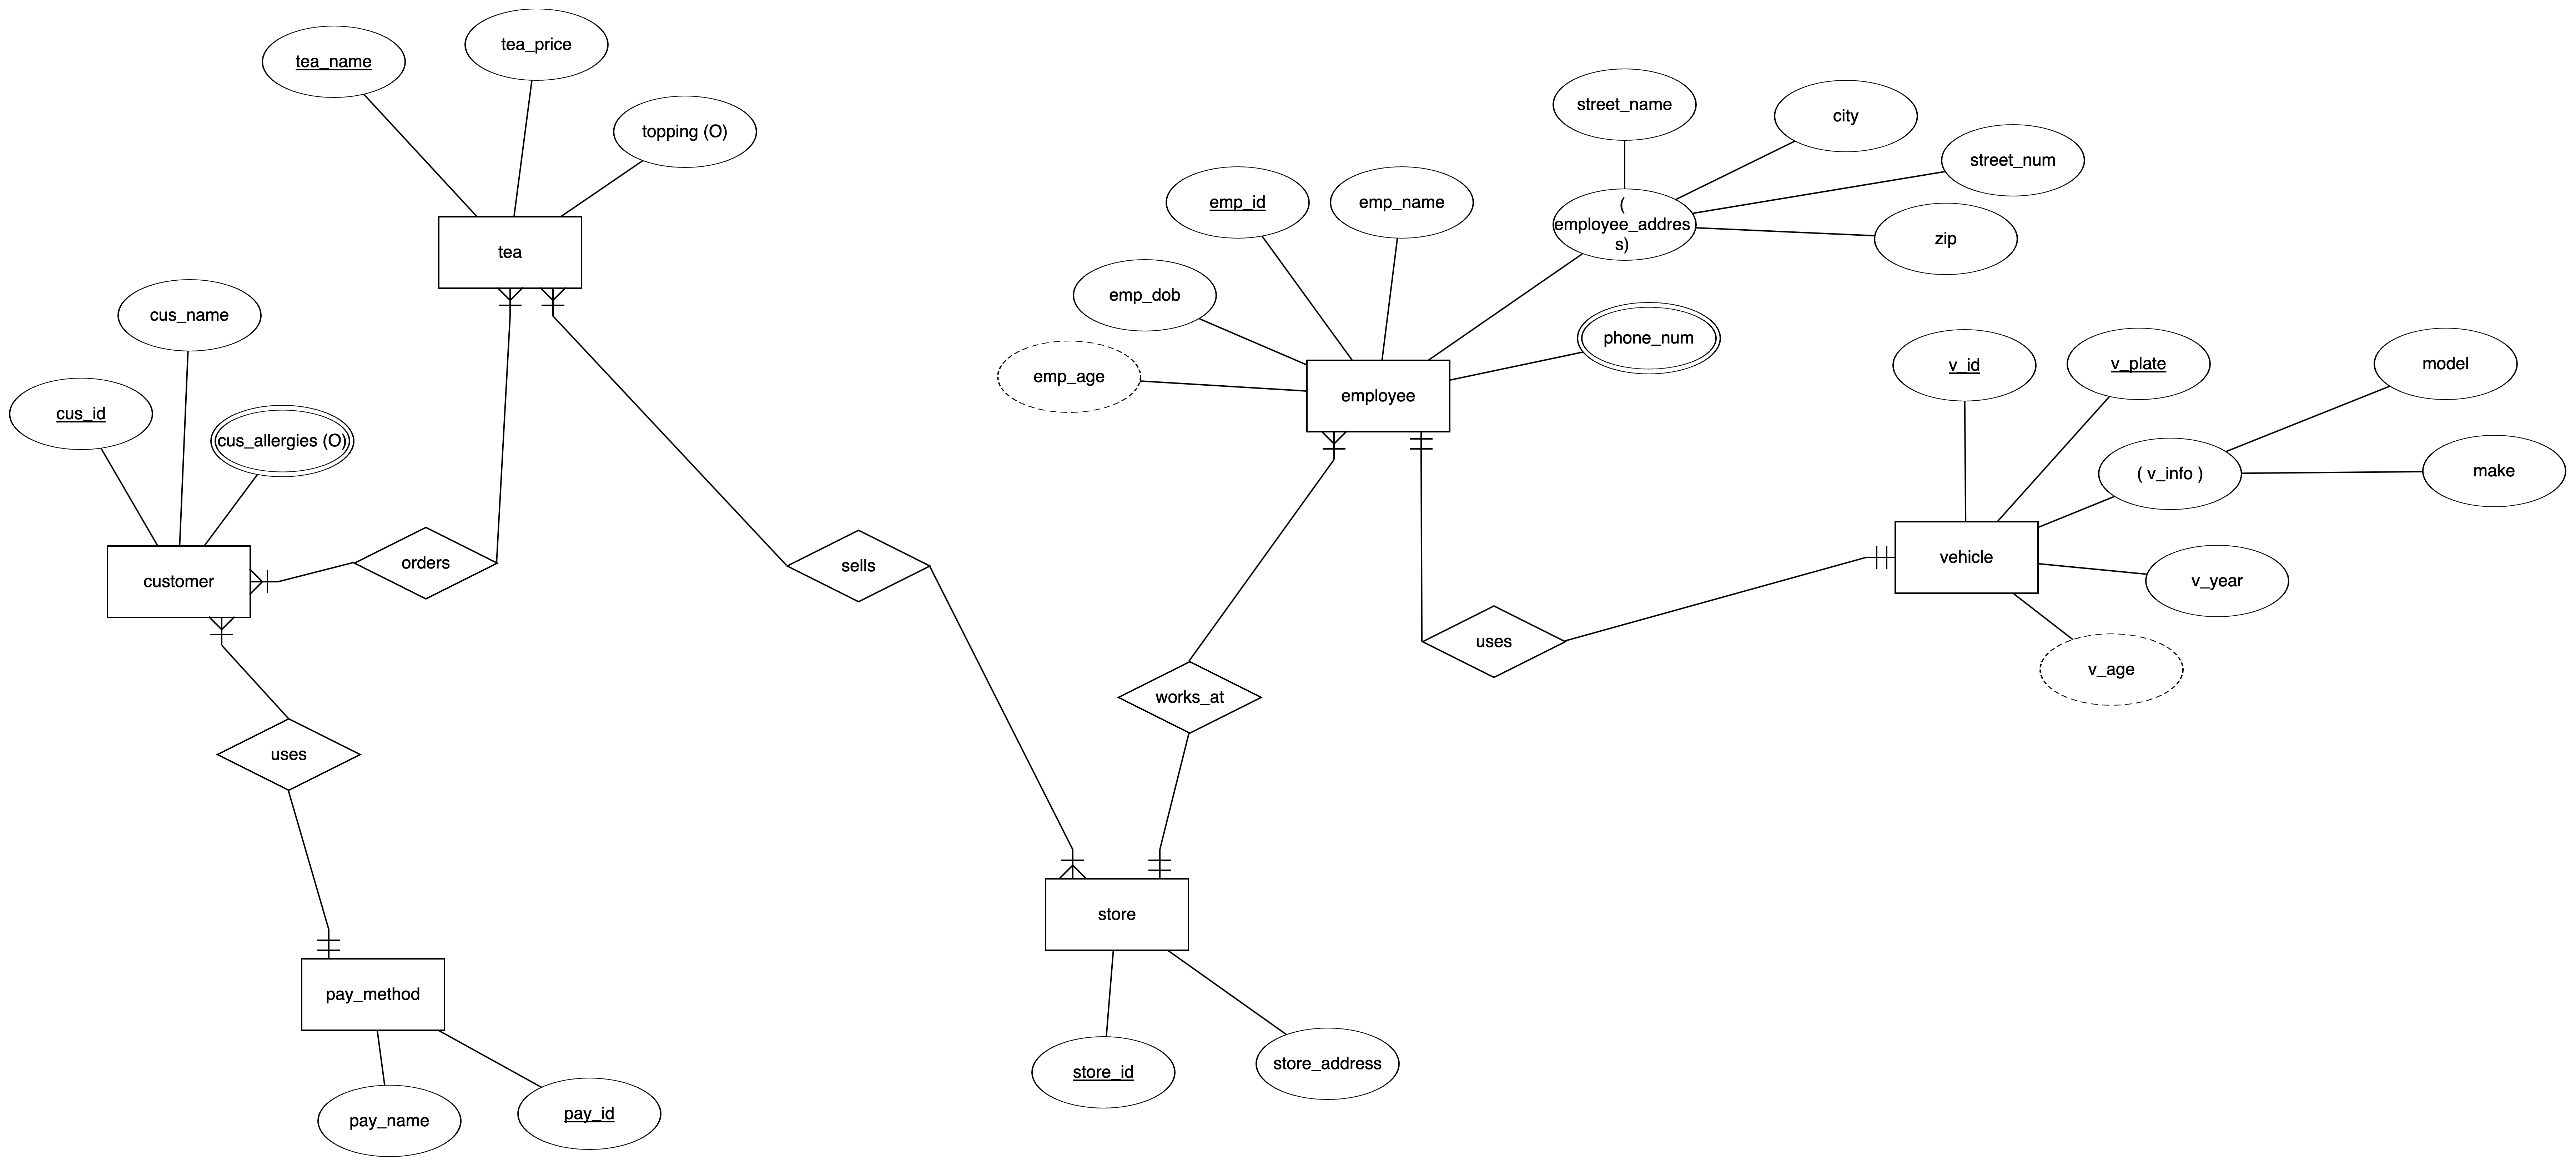 tea_name
tea_price
topping (O)
tea
cus_name
cus_id
cus_allergies (O)
customer
orders
sells
uses
pay_method
pay_name
pay_id
street_name
city
street_num
zip
(
employee_addres
s)
emp_id
emp_name
emp_dob
emp_age
phone_num
employee
works_at
store
store_id
store_address
uses
v_id
v_plate
model
( v_info )
make
vehicle
v_year
v_age